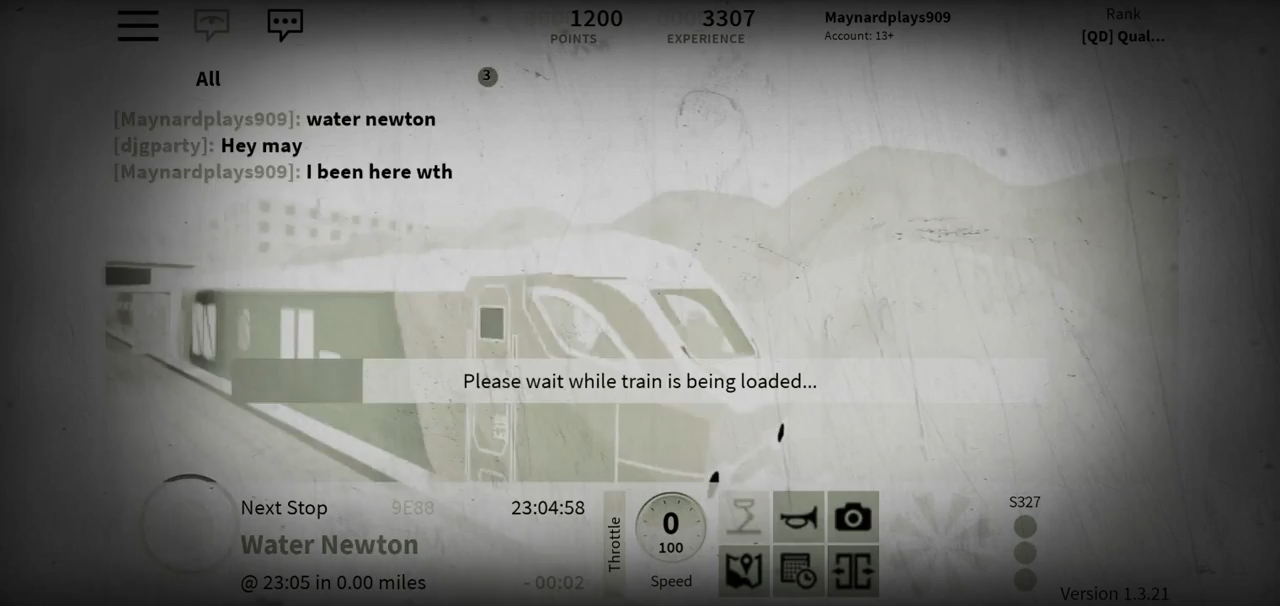 1200
POINTS
3307
EXPERIENCE
Maynardplays909
Account: 13+
Rank
[QD] Qual...
All
3
[Maynardplays909]: water newton
[djgparty]: Hey may
[Maynardplays909]: I been here wth
Please wait while train is being loaded...
Next Stop 9E88 23:04:58
Water Newton
@ 23:05 in 0.00 miles - 00:02
Throttle
0
100
Speed
S327
Version 1.3.21